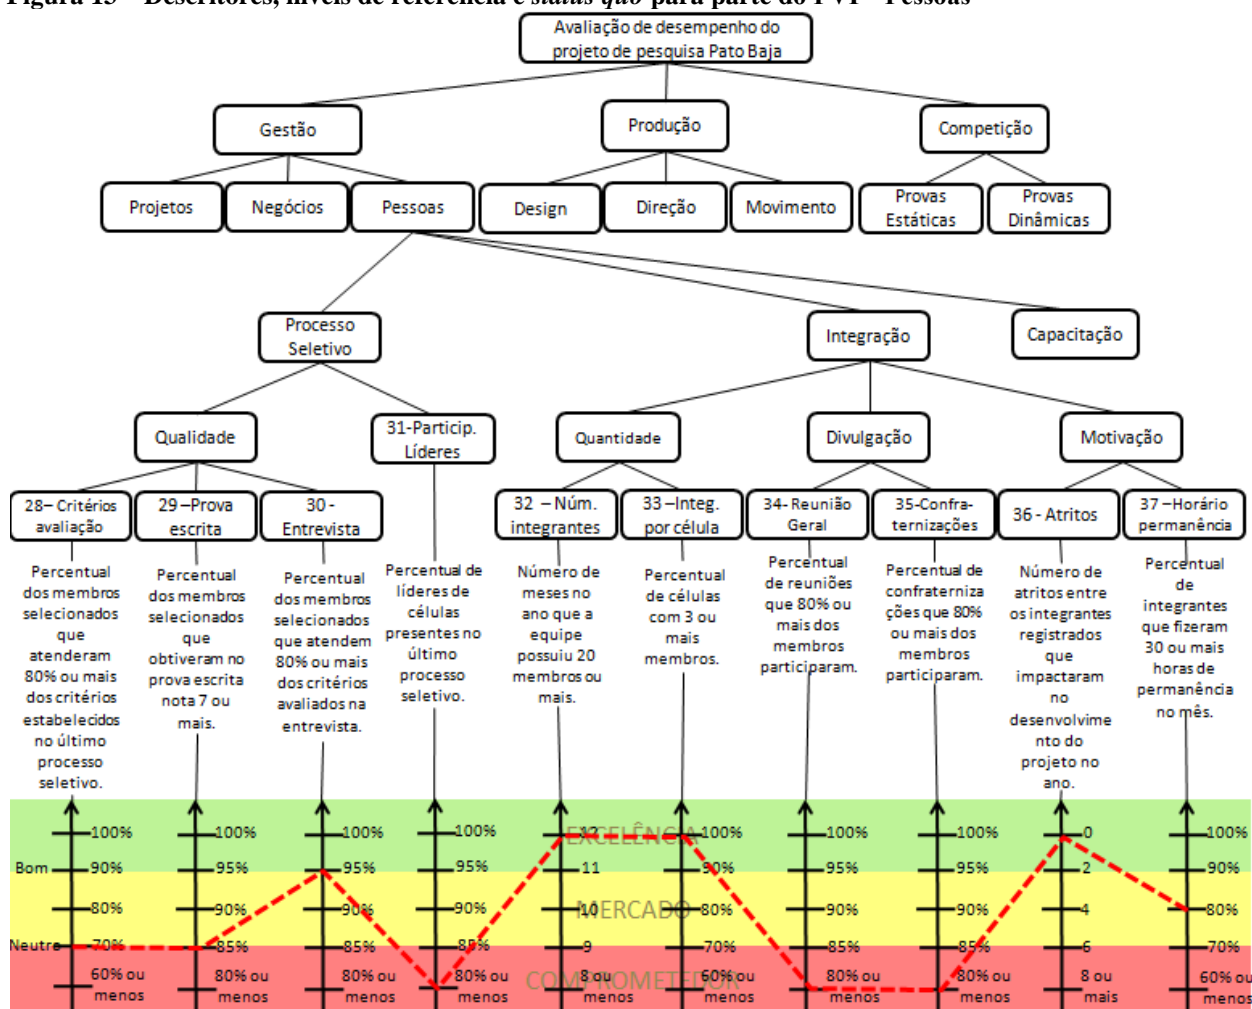 Figura 15 – Descritores, níveis de referência e status quo para parte do PVF – Pessoas
Avaliação de desempenho do
projeto de pesquisa Pato Baja
Gestão
Produção
Competição
Projetos
Negócios
Pessoas
Design
Direção
Movimento
Provas
Estáticas
Provas
Dinâmicas
Processo
Seletivo
Integração
Capacitação
Qualidade
31-Particip.
Líderes
Quantidade
Divulgação
Motivação
28– Critérios
avaliação
29 –Prova
escrita
30 -
Entrevista
32 – Núm.
integrantes
33 –Integ.
por célula
34- Reunião
Geral
35-Confra-
ternizações
36 - Atritos
37 –Horário
permanência
Percentual
dos membros
selecionados
que
atenderam
80% ou mais
dos critérios
estabelecidos
no último
processo
seletivo.
Percentual
dos membros
selecionados
que
obtiveram no
prova escrita
nota 7 ou
mais.
Percentual
dos membros
selecionados
que atendem
80% ou mais
dos critérios
avaliados na
entrevista.
Percentual de
líderes de
células
presentes no
último
processo
seletivo.
Número de
meses no
ano que a
equipe
possuiu 20
membros ou
mais.
Percentual
de células
com 3 ou
mais
membros.
Percentual
de reuniões
que 80% ou
mais dos
membros
participaram.
Percentual de
confraterniza
ções que 80%
ou mais dos
membros
participaram.
Número de
atritos entre
os integrantes
registrados
que
impactaram
no
desenvolvime
nto do
projeto no
ano.
Percentual
de
integrantes
que fizeram
30 ou mais
horas de
permanência
no mês.
100% 100% 100% 100% 12 100% 100% 100% 0 100%
EXCELÊNCIA
Bom 90% 95% 95% 95% 11 90% 95% 95% 2 90%
80% 90% 90% 90% 10 80% 90% 90% 4 80%
MERCADO
Neutro 70% 85% 85% 85% 9 70% 85% 85% 6 70%
COMPROMETEDOR
60% ou
menos
80% ou
menos
80% ou
menos
80% ou
menos
8 ou
menos
60% ou
menos
80% ou
menos
80% ou
menos
8 ou
mais
60% ou
menos